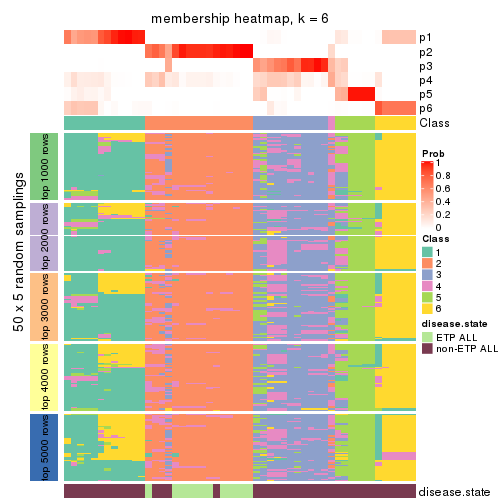 membership heatmap, k = 6
p1
p2
p3
p4
p5
p6
Class
50 x 5 random samplings
top 1000 rows
top 2000 rows
top 3000 rows
top 4000 rows
top 5000 rows
Prob
1
0.8
0.6
0.4
0.2
0
Class
1
2
3
4
5
6
disease.state
ETP ALL
non-ETP ALL
disease.state